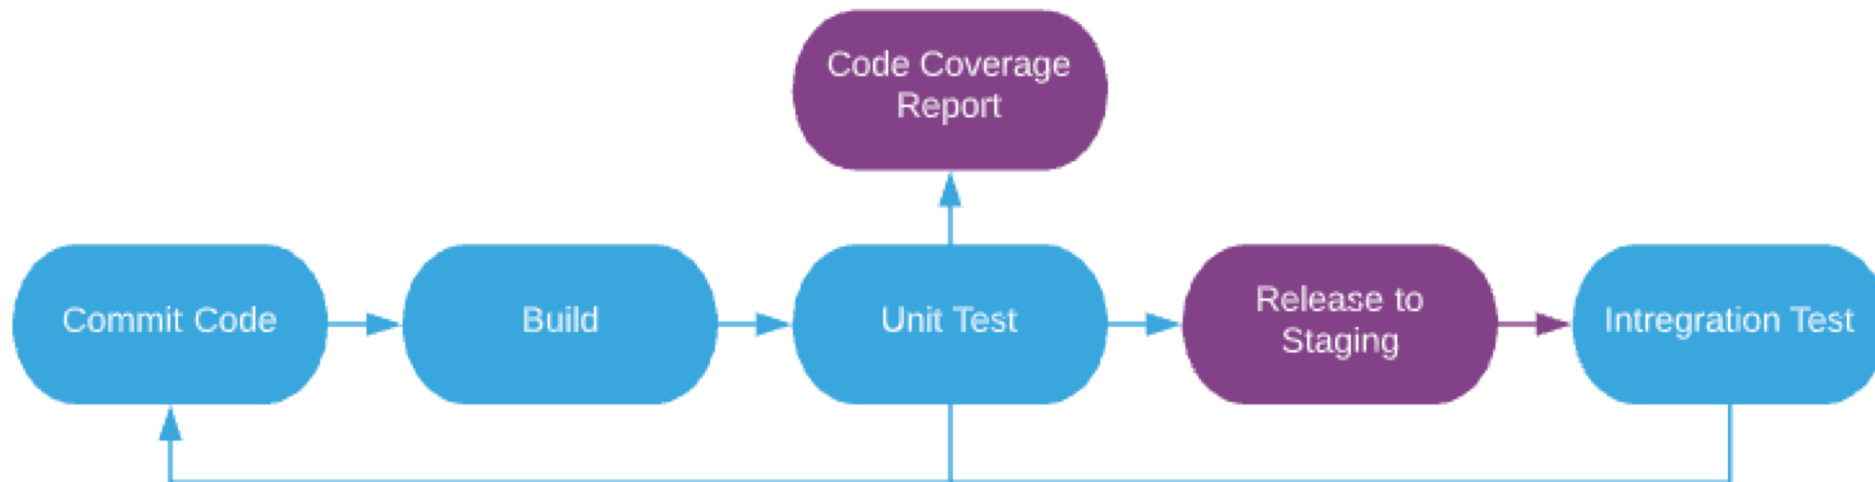 Code Coverage
Report
Commit Code
Build
Unit Test
Release to
Staging
Intregration Test